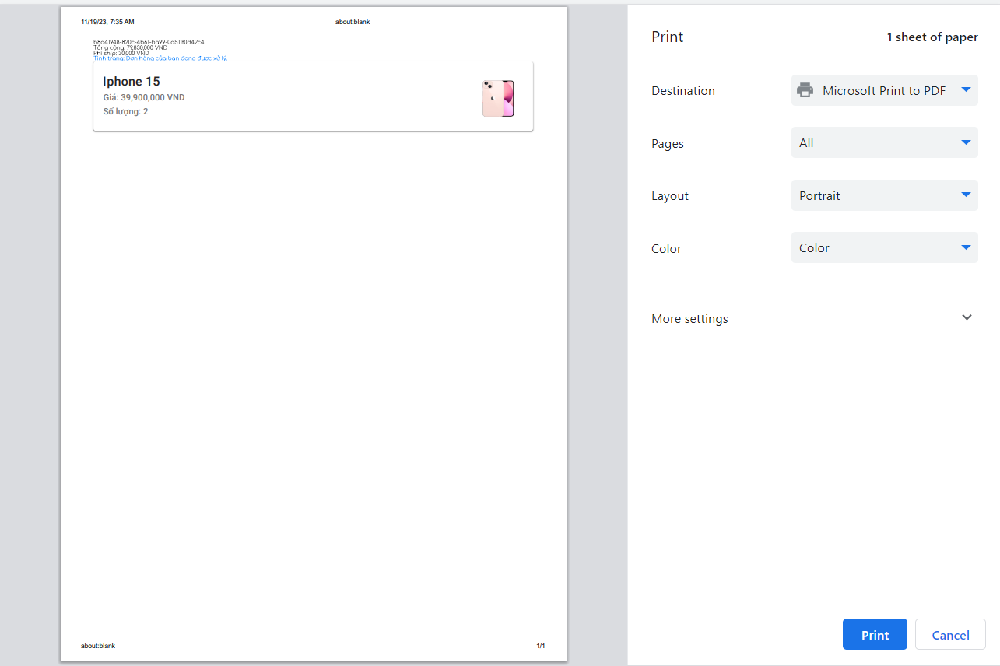 11/19/23, 7:35 AM about:blank
b8d41948-820c-4b61-ba99-0d511f0d42c4
Tổng cộng: 79,830,000 VND
Phí ship: 30,000 VND
Tình trạng: Đơn hàng của bạn đang được xử lý.
Iphone 15
Giá: 39,900,000 VND
Số lượng: 2
about:blank 1/1
Print 1 sheet of paper
Destination Microsoft Print to PDF
Pages All
Layout Portrait
Color Color
More settings
Print Cancel